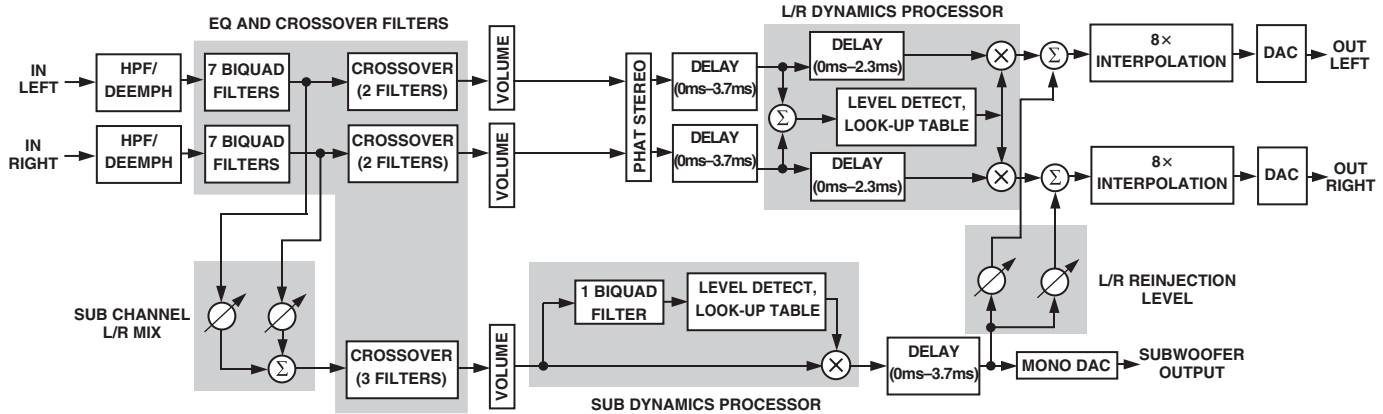 EQ AND CROSSOVER FILTERS
L/R DYNAMICS PROCESSOR
IN
LEFT
HPF/
DEEMPH
7 BIQUAD
FILTERS
CROSSOVER
(2 FILTERS)
VOLUME
PHAT STEREO
DELAY
(0ms–3.7ms)
DELAY
(0ms–2.3ms)
×
Σ
8×
INTERPOLATION
DAC
OUT
LEFT
Σ
LEVEL DETECT,
LOOK-UP TABLE
IN
RIGHT
HPF/
DEEMPH
7 BIQUAD
FILTERS
CROSSOVER
(2 FILTERS)
VOLUME
DELAY
(0ms–3.7ms)
DELAY
(0ms–2.3ms)
×
Σ
8×
INTERPOLATION
DAC
OUT
RIGHT
SUB CHANNEL
L/R MIX
Σ
CROSSOVER
(3 FILTERS)
VOLUME
1 BIQUAD
FILTER
LEVEL DETECT,
LOOK-UP TABLE
×
SUB DYNAMICS PROCESSOR
DELAY
(0ms–3.7ms)
L/R REINJECTION
LEVEL
MONO DAC
SUBWOOFER
OUTPUT